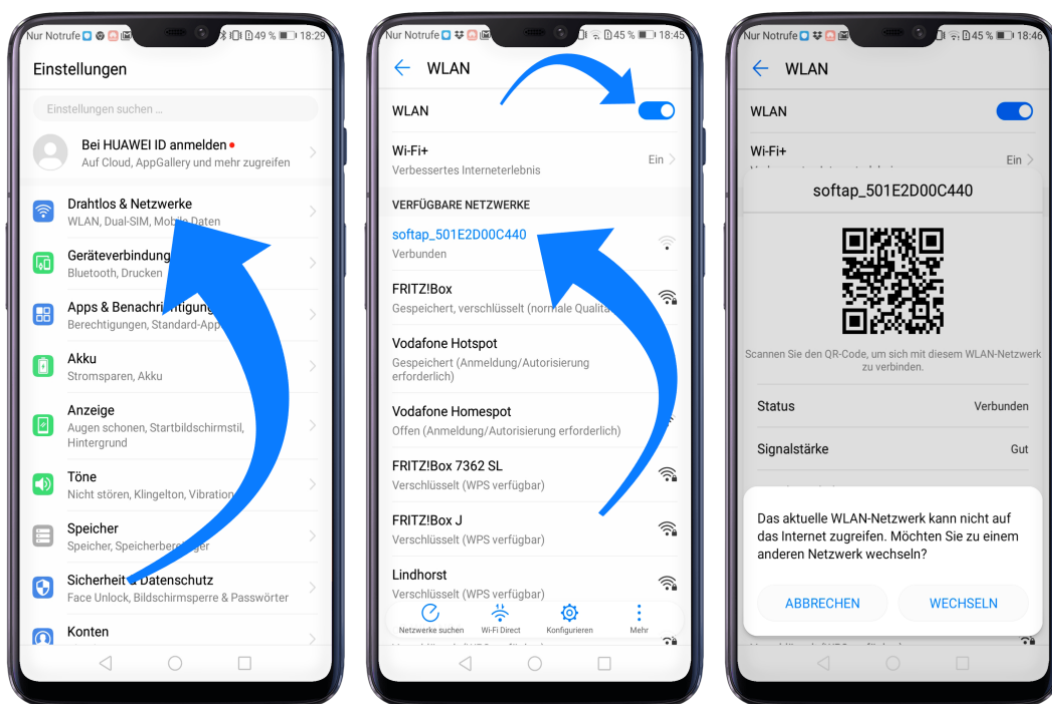 Nur Notrufe 49 % 18:29
Einstellungen
Einstellungen suchen ...
Bei HUAWEI ID anmelden
Auf Cloud, AppGallery und mehr zugreifen
Drahtlos & Netzwerke
WLAN, Dual-SIM, Mobile Daten
Geräteverbindung
Bluetooth, Drucken
Apps & Benachrichtigung
Berechtigungen, Standard-App
Akku
Stromsparen, Akku
Anzeige
Augen schonen, Startbildschirmstil,
Hintergrund
Töne
Nicht stören, Klingelton, Vibration
Speicher
Speicher, Speicherbereiniger
Sicherheit & Datenschutz
Face Unlock, Bildschirmsperre & Passwörter
Konten
Nur Notrufe 45 % 18:45
WLAN
WLAN
Wi-Fi+
Verbessertes Interneterlebnis
Ein
VERFÜGBARE NETZWERKE
softap_501E2D00C440
Verbunden
FRITZ!Box
Gespeichert, verschlüsselt (normale Qualitä
Vodafone Hotspot
Gespeichert (Anmeldung/Autorisierung
erforderlich)
Vodafone Homespot
Offen (Anmeldung/Autorisierung erforderlich)
FRITZ!Box 7362 SL
Verschlüsselt (WPS verfügbar)
FRITZ!Box J
Verschlüsselt (WPS verfügbar)
Lindhorst
Verschlüsselt (WPS verfügbar)
Netzwerke suchen Wi-Fi Direct Konfigurieren Mehr
Nur Notrufe 45 % 18:46
WLAN
WLAN
Wi-Fi+
Ein
softap_501E2D00C440
Scannen Sie den QR-Code, um sich mit diesem WLAN-Netzwerk
zu verbinden.
Status Verbunden
Signalstärke Gut
Das aktuelle WLAN-Netzwerk kann nicht auf
das Internet zugreifen. Möchten Sie zu einem
anderen Netzwerk wechseln?
ABBRECHEN WECHSELN